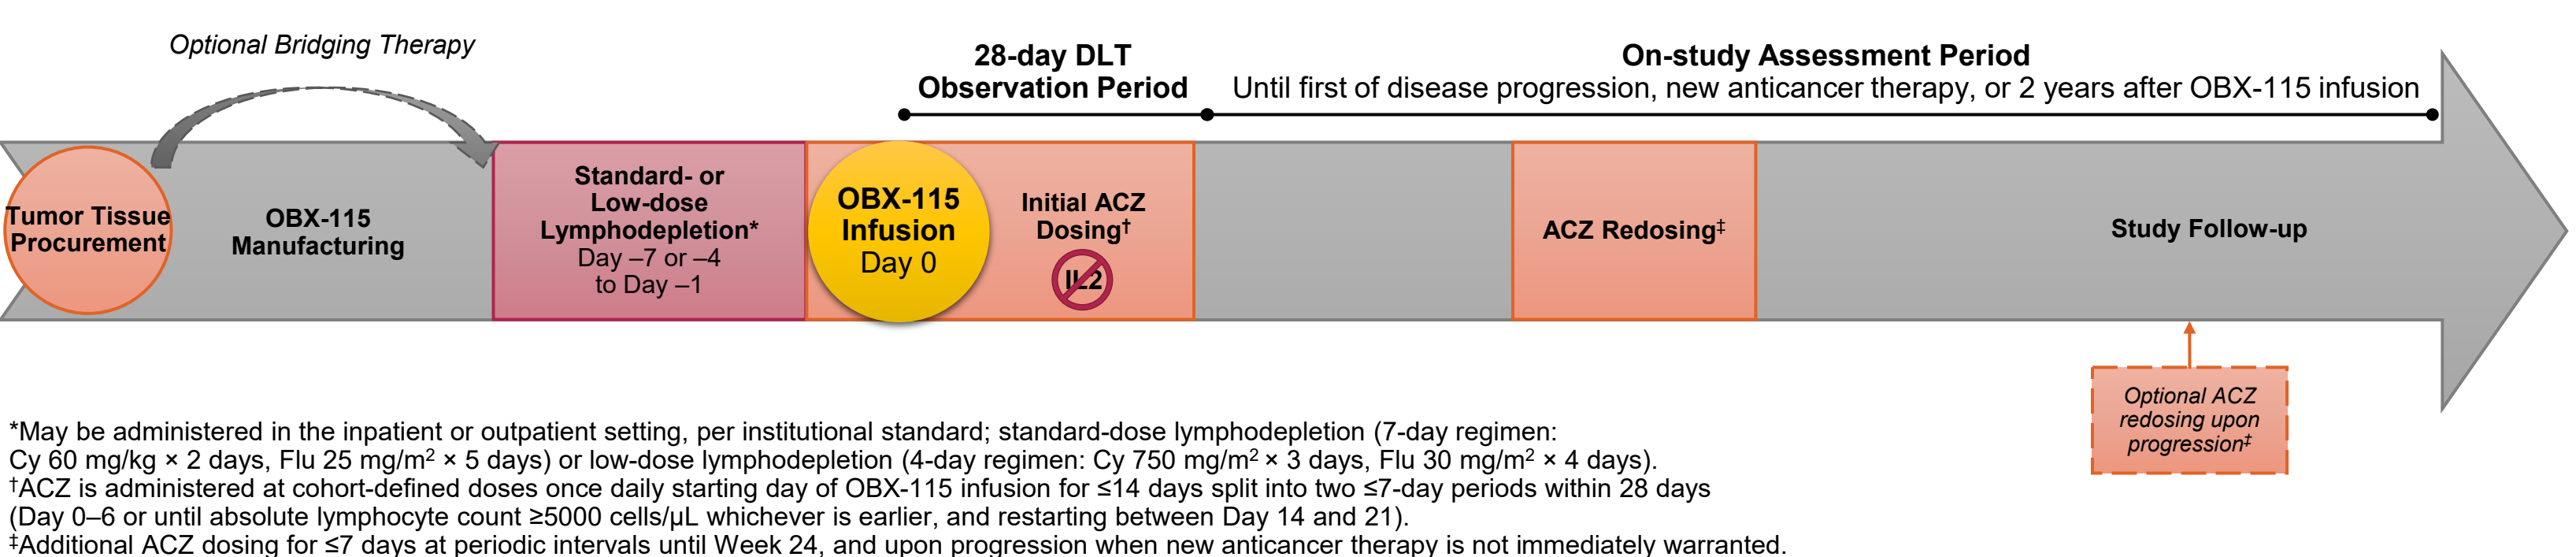 Optional Bridging Therapy
28-day DLT
Observation Period
On-study Assessment Period
Until first of disease progression, new anticancer therapy, or 2 years after OBX-115 infusion
Tumor Tissue
Procurement
OBX-115
Manufacturing
Standard- or
Low-dose
Lymphodepletion*
Day –7 or –4
to Day –1
OBX-115
Infusion
Day 0
Initial ACZ
Dosing†
IL2
ACZ Redosing‡
Study Follow-up
Optional ACZ
redosing upon
progression‡
*May be administered in the inpatient or outpatient setting, per institutional standard; standard-dose lymphodepletion (7-day regimen:
Cy 60 mg/kg × 2 days, Flu 25 mg/m² × 5 days) or low-dose lymphodepletion (4-day regimen: Cy 750 mg/m² × 3 days, Flu 30 mg/m² × 4 days).
†ACZ is administered at cohort-defined doses once daily starting day of OBX-115 infusion for ≤14 days split into two ≤7-day periods within 28 days
(Day 0–6 or until absolute lymphocyte count ≥5000 cells/μL whichever is earlier, and restarting between Day 14 and 21).
‡Additional ACZ dosing for ≤7 days at periodic intervals until Week 24, and upon progression when new anticancer therapy is not immediately warranted.